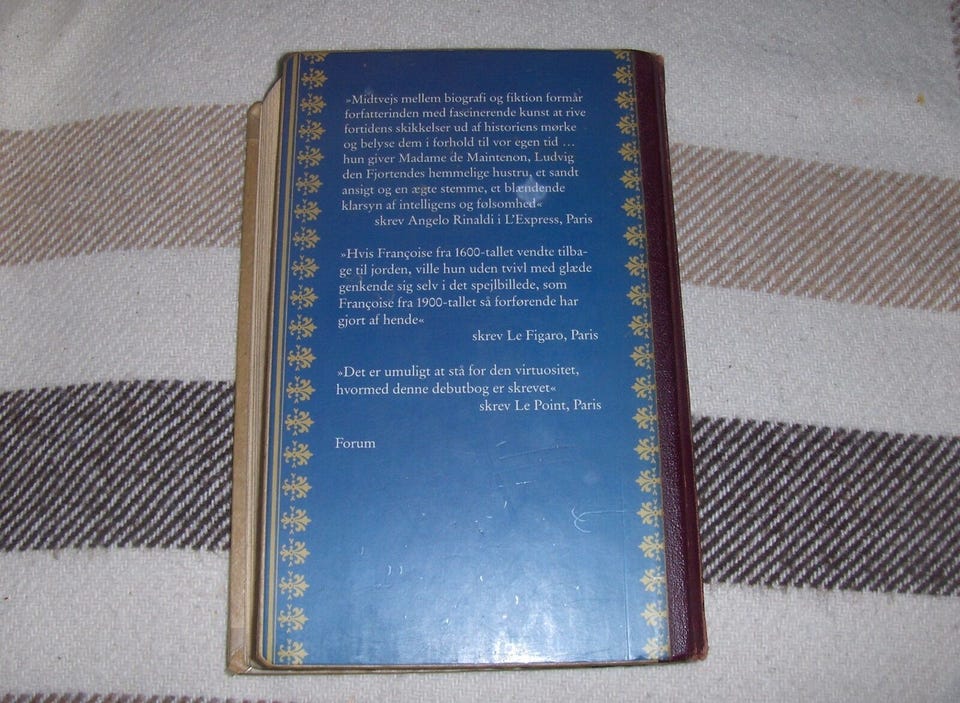 »Midtvejs mellem biografi og fiktion formår
forfatterinden med fascinerende kunst at rive
fortidens skikkelser ud af historiens mørke
og belyse dem i forhold til vor egen tid ...
hun giver Madame de Maintenon, Ludvig
den Fjortendes hemmelige hustru, et sandt
ansigt og en ægte stemme, et blændende
klarsyn af intelligens og følsomhed«
skrev Angelo Rinaldi i L'Express, Paris
»Hvis Françoise fra 1600-tallet vendte tilba-
ge til jorden, ville hun uden tvivl med glæde
genkende sig selv i det spejlbillede, som
Françoise fra 1900-tallet så forførende har
gjort af hende«
skrev Le Figaro, Paris
»Det er umuligt at stå for den virtuositet,
hvormed denne debutbog er skrevet«
skrev Le Point, Paris
Forum